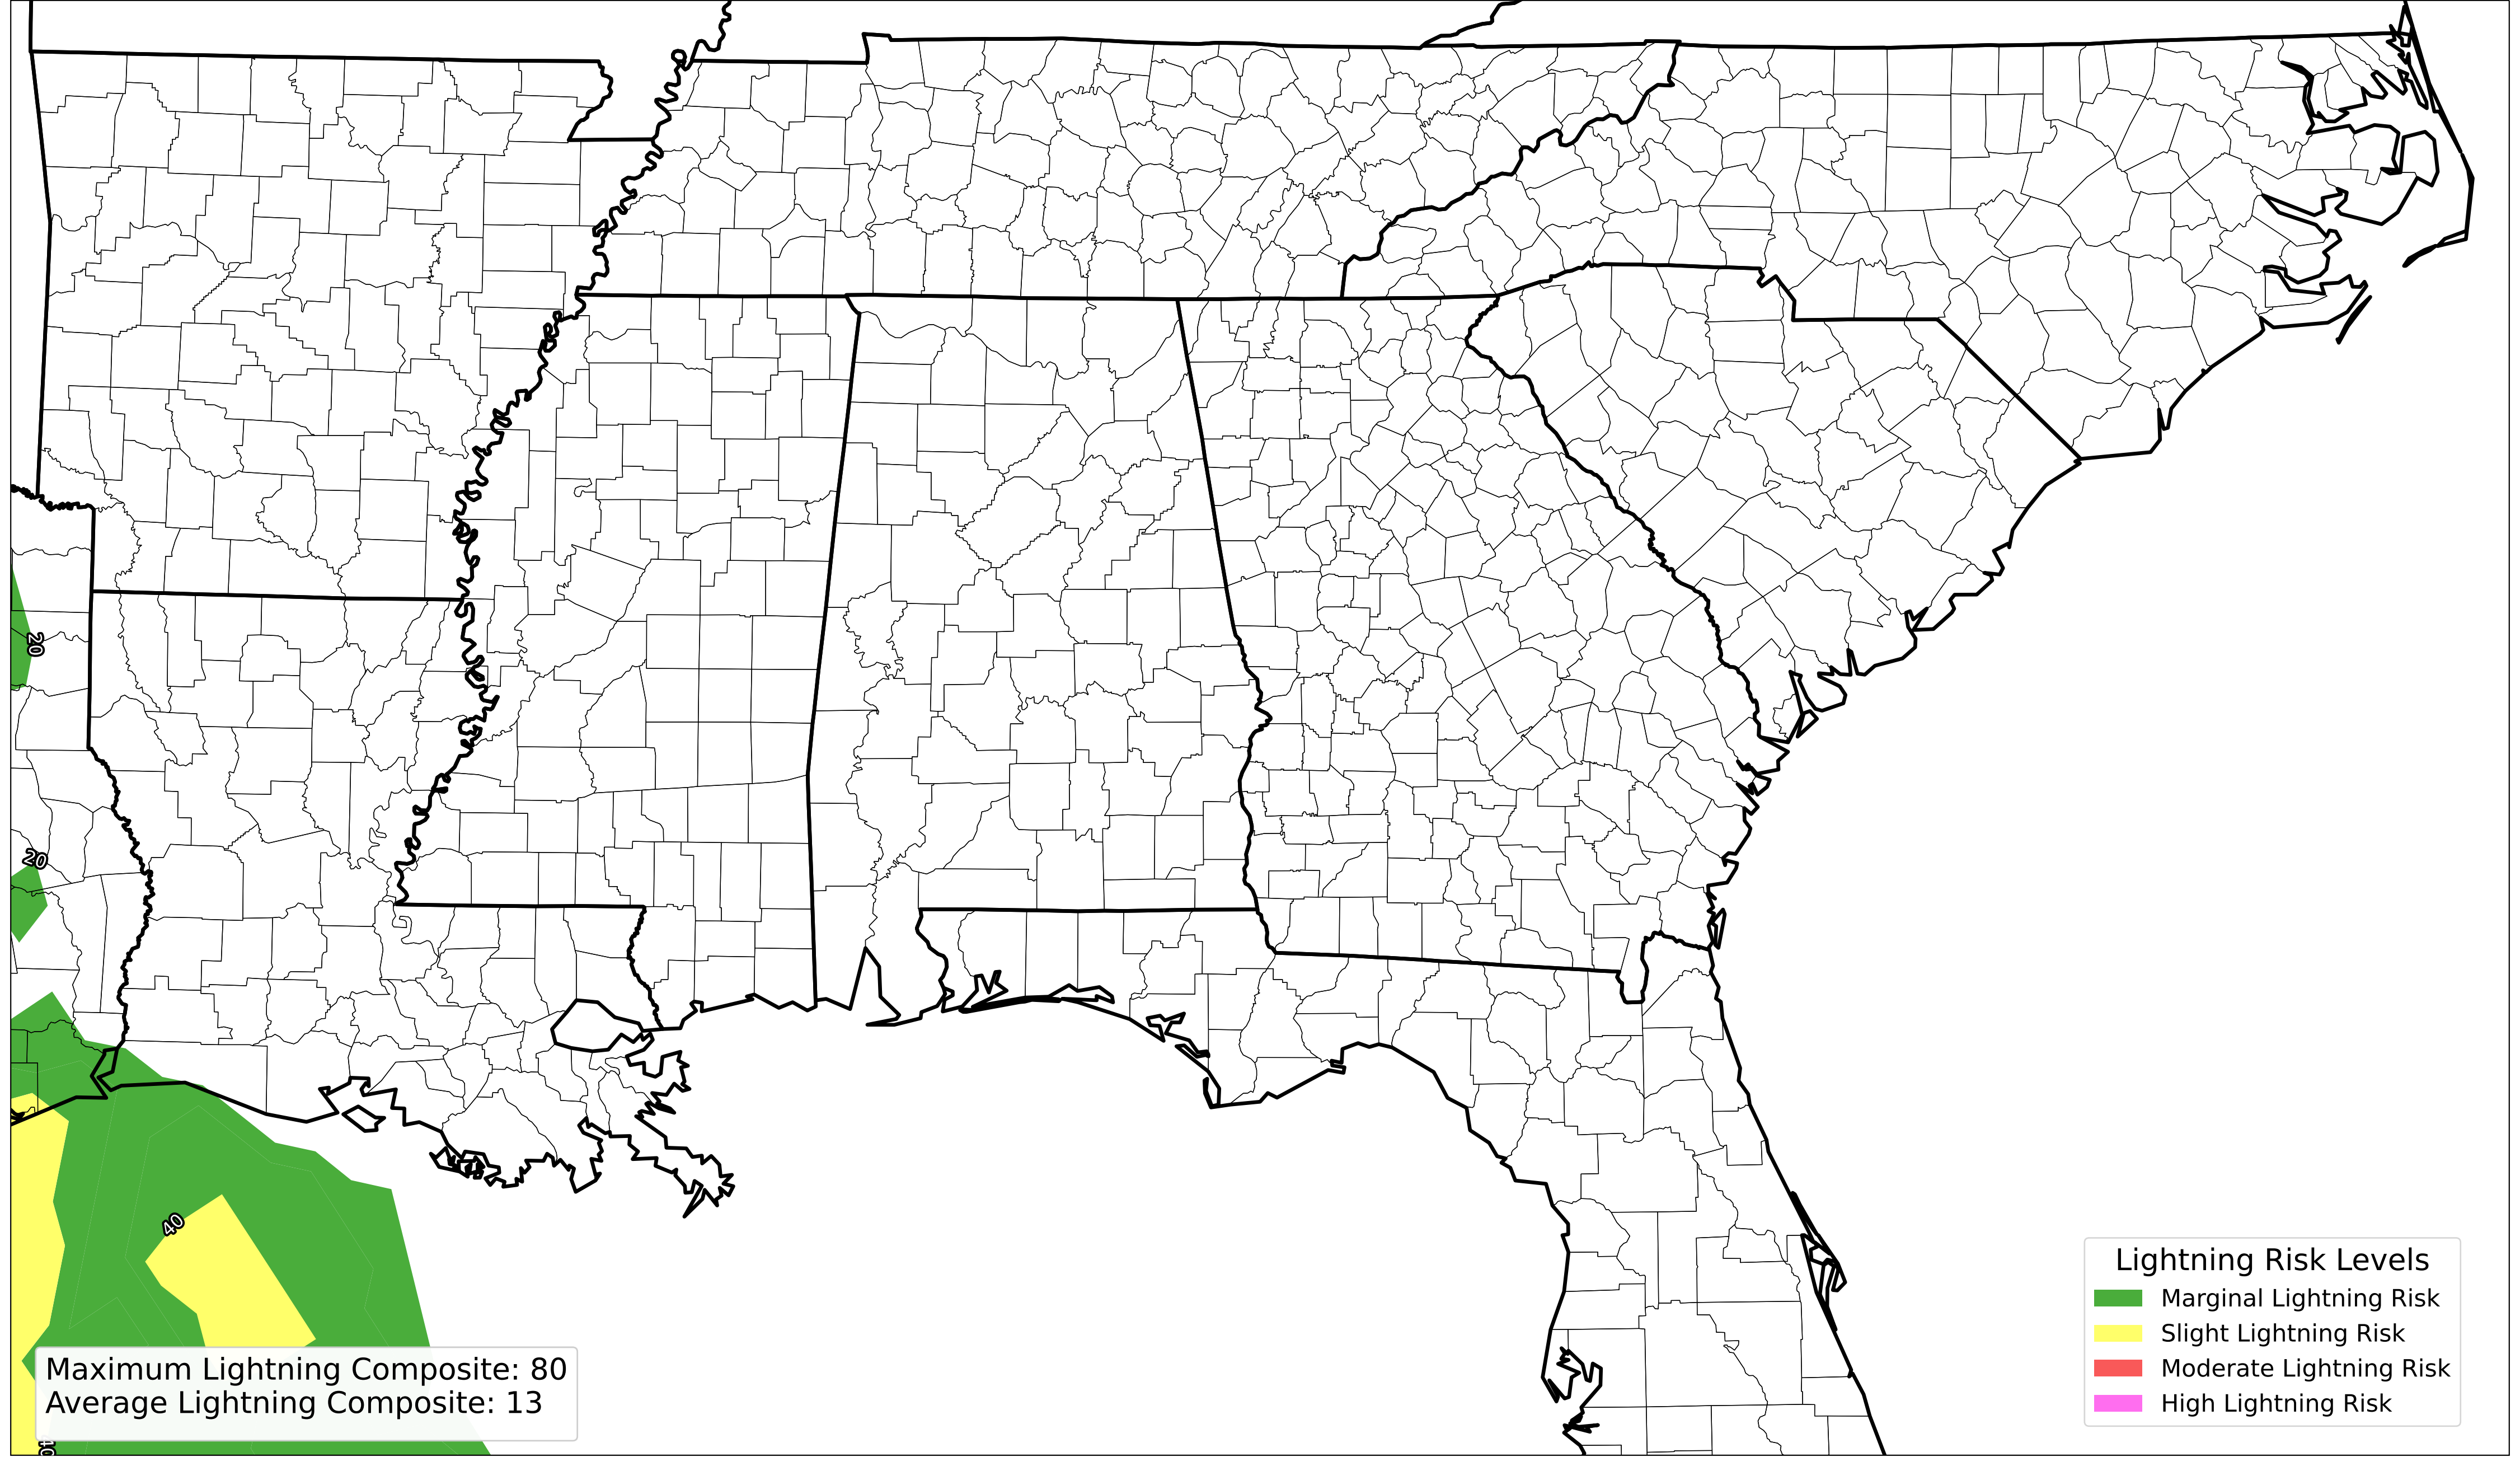 20
20
40
Maximum Lightning Composite: 80
Average Lightning Composite: 13
Lightning Risk Levels
Marginal Lightning Risk
Slight Lightning Risk
Moderate Lightning Risk
High Lightning Risk